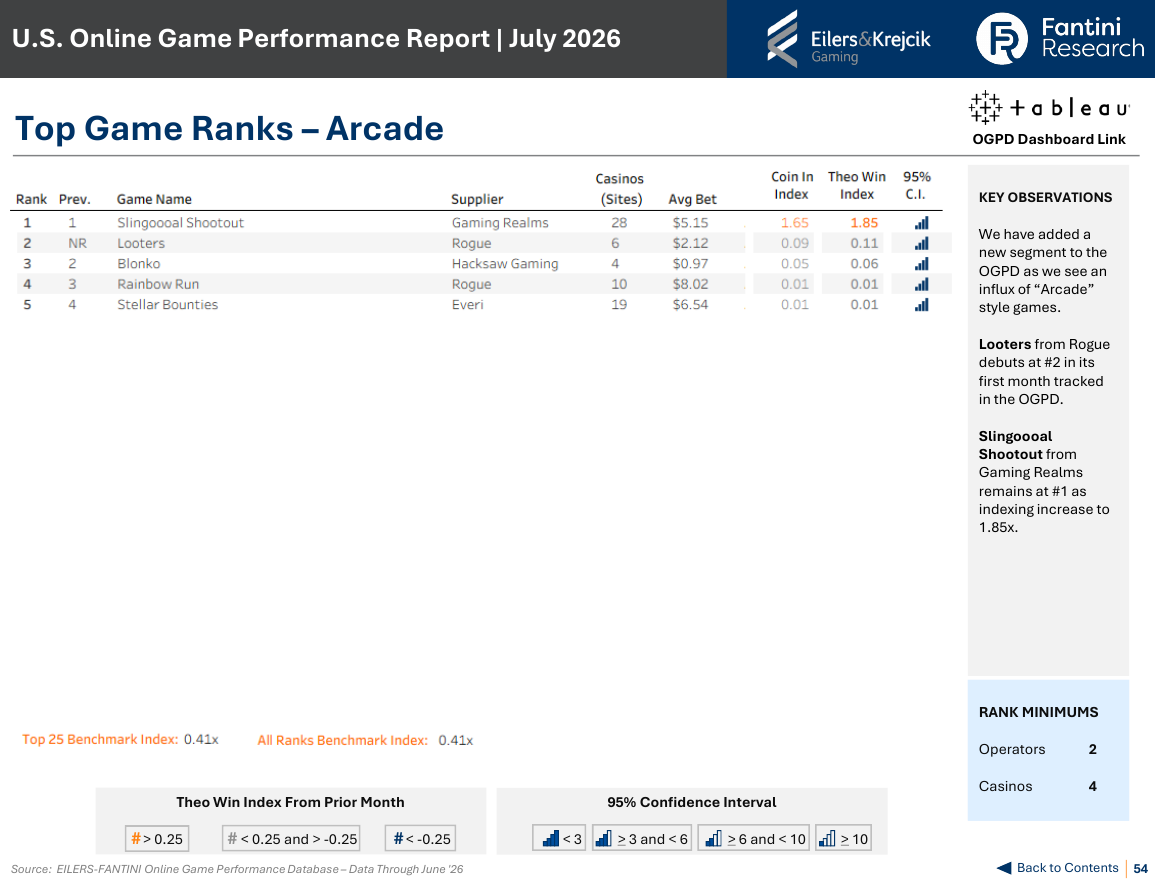 U.S. Online Game Performance Report | July 2026
Eilers&Krejcik
Gaming
Fantini
Research
Top Game Ranks – Arcade
+ a b l e a u
OGPD Dashboard Link
Rank Prev. Game Name Supplier Casinos (Sites) Avg Bet Coin In Index Theo Win Index 95% C.I.
1 1 Slingoooal Shootout Gaming Realms 28 $5.15 1.65 1.85
2 NR Looters Rogue 6 $2.12 0.09 0.11
3 2 Blonko Hacksaw Gaming 4 $0.97 0.05 0.06
4 3 Rainbow Run Rogue 10 $8.02 0.01 0.01
5 4 Stellar Bounties Everi 19 $6.54 0.01 0.01
Top 25 Benchmark Index: 0.41x All Ranks Benchmark Index: 0.41x
KEY OBSERVATIONS
We have added a
new segment to the
OGPD as we see an
influx of “Arcade”
style games.
Looters from Rogue
debuts at #2 in its
first month tracked
in the OGPD.
Slingoooal
Shootout from
Gaming Realms
remains at #1 as
indexing increase to
1.85x.
RANK MINIMUMS
Operators 2
Casinos 4
Theo Win Index From Prior Month
# > 0.25 # < 0.25 and > -0.25 # < -0.25
95% Confidence Interval
< 3 ≥ 3 and < 6 ≥ 6 and < 10 ≥ 10
Source: EILERS-FANTINI Online Game Performance Database – Data Through June '26
Back to Contents 54